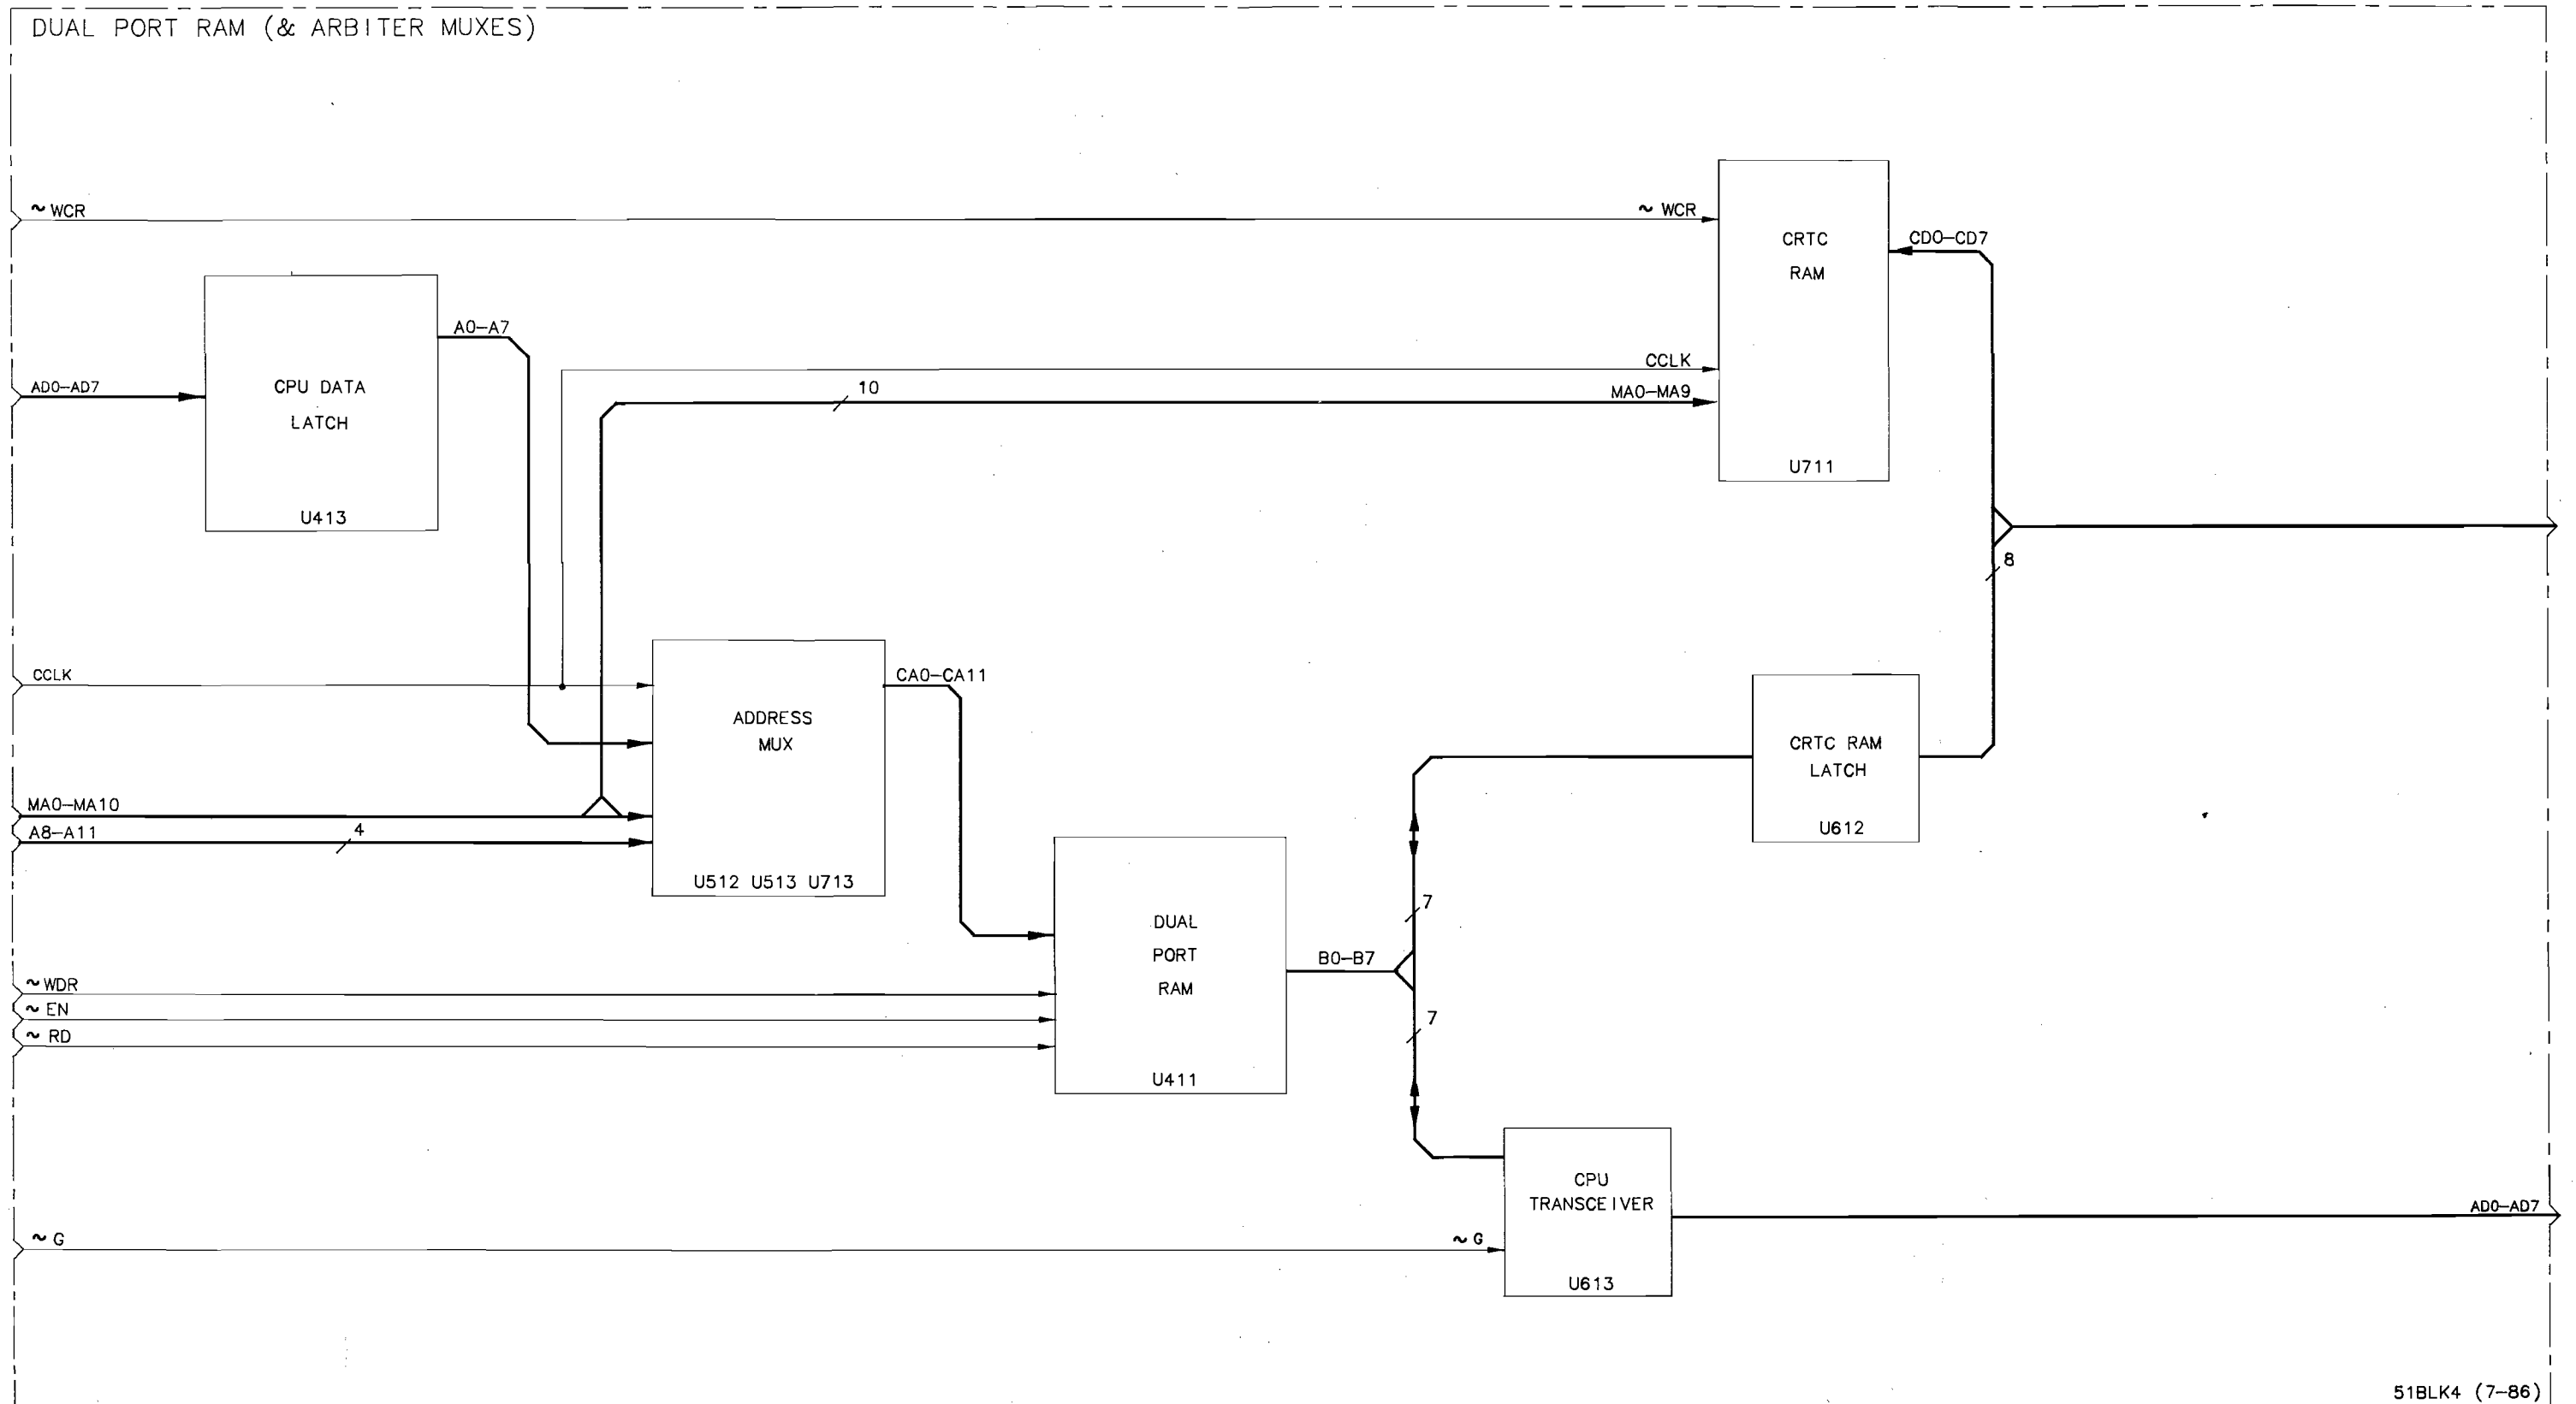 DUAL PORT RAM (& ARBITER MUXES)
~ WCR
~ WCR
CRTC
RAM
CD0-CD7
A0-A7
CCLK
AD0-AD7
CPU DATA
LATCH
10
MA0-MA9
U711
U413
8
CCLK
CA0-CA11
ADDRESS
MUX
CRTC RAM
LATCH
MA0-MA10
A8-A11
4
U612
U512 U513 U713
7
DUAL
PORT
RAM
B0-B7
~ WDR
~ EN
~ RD
7
U411
CPU
TRANSCEIVER
AD0-AD7
~ G
~ G
U613
51BLK4 (7-86)